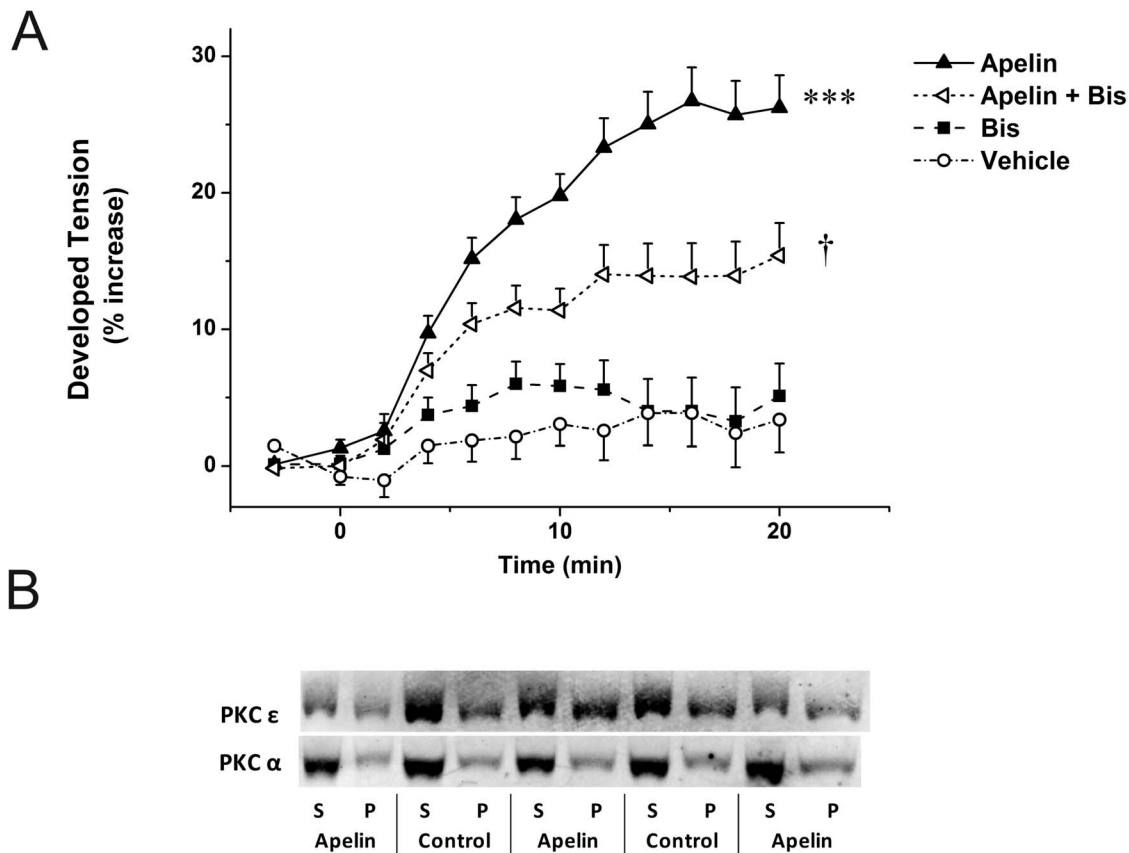 A
Developed Tension
(% increase)
30
20
10
0
0 10 20
Time (min)
***
†
Apelin
Apelin + Bis
Bis
Vehicle
B
PKC ε
PKC α
S P S P S P S P S P
Apelin Control Apelin Control Apelin